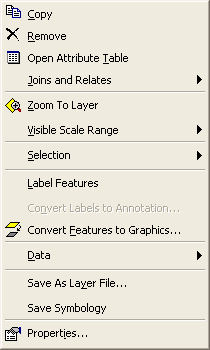 Copy
Remove
Open Attribute Table
Joins and Relates
Zoom To Layer
Visible Scale Range
Selection
Label Features
Convert Labels to Annotation...
Convert Features to Graphics...
Data
Save As Layer File...
Save Symbology
Properties...